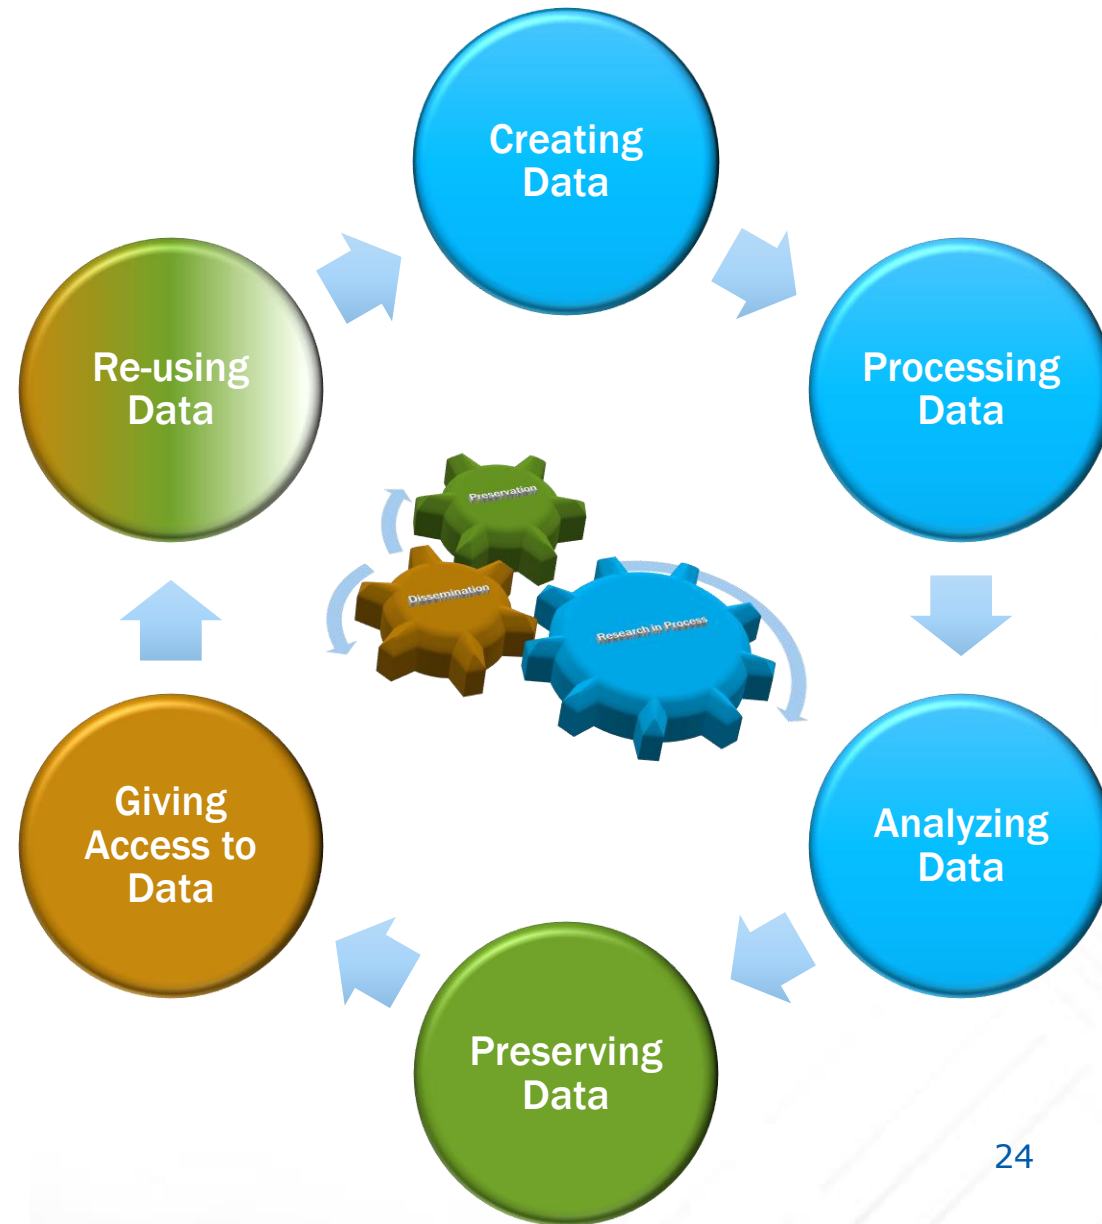 Creating
Data
Processing
Data
Analyzing
Data
Preserving
Data
Giving
Access to
Data
Re-using
Data
Preservation
Dissemination
Research in Process
24